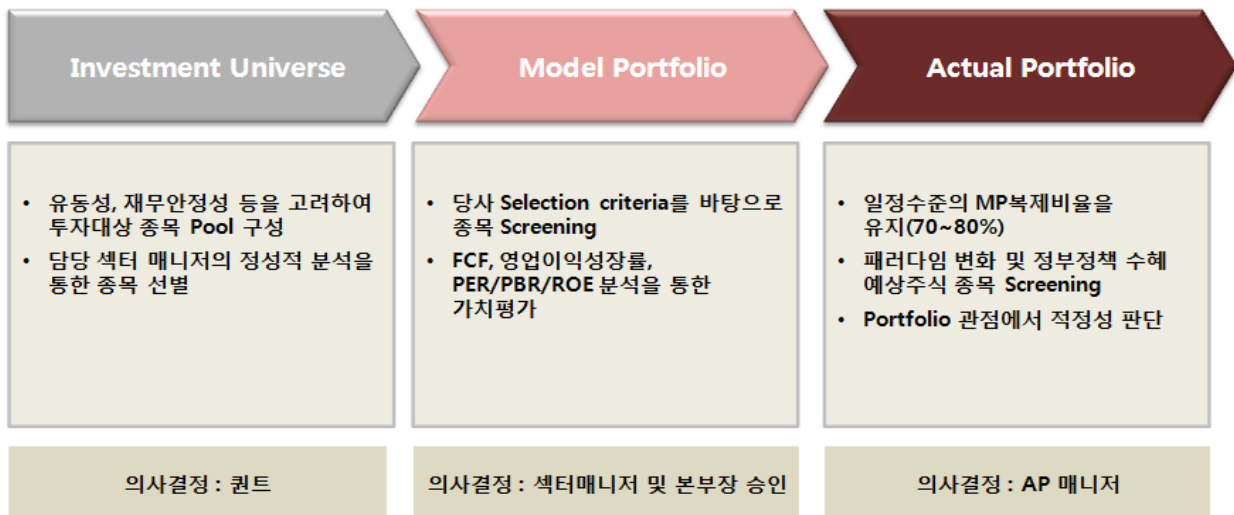 Investment Universe
Model Portfolio
Actual Portfolio
• 유동성, 재무안정성 등을 고려하여
투자대상 종목 Pool 구성
• 담당 섹터 매니저의 정성적 분석을
통한 종목 선별
• 당사 Selection criteria를 바탕으로
종목 Screening
• FCF, 영업이익성장률,
PER/PBR/ROE 분석을 통한
가치평가
• 일정수준의 MP복제비율을
유지(70~80%)
• 패러다임 변화 및 정부정책 수혜
예상주식 종목 Screening
• Portfolio 관점에서 적정성 판단
의사결정 : 퀀트
의사결정 : 섹터매니저 및 본부장 승인
의사결정 : AP 매니저